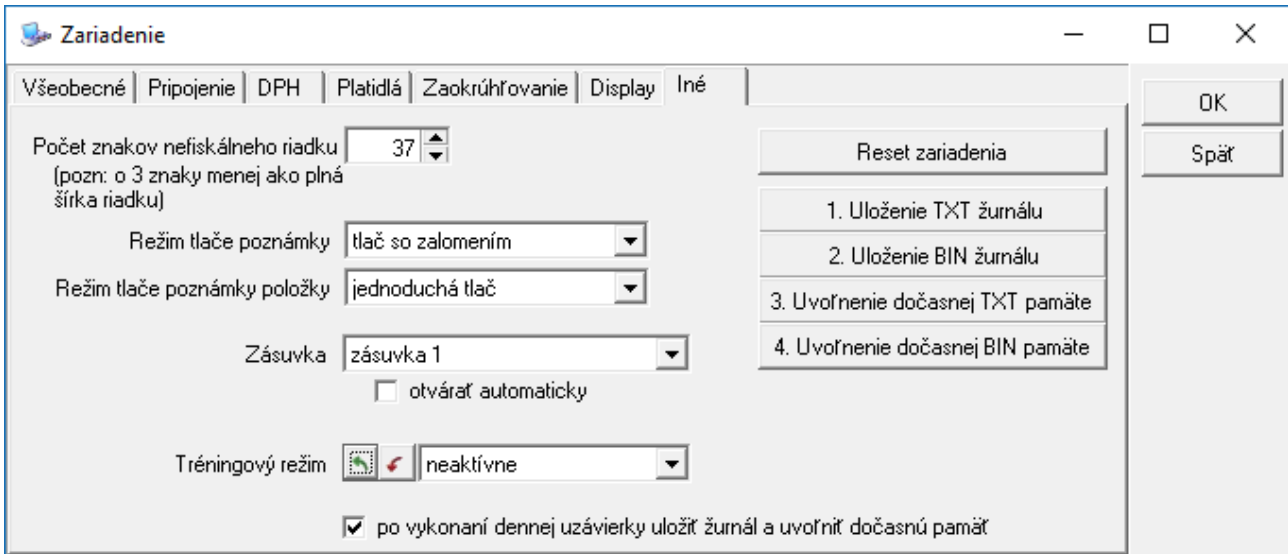 Zariadenie
Všeobecné
Pripojenie
DPH
Platidlá
Zaokrúhľovanie
Display
Iné
OK
Späť
Počet znakov nefiskálneho riadku
37
(pozn: o 3 znaky menej ako plná
šírka riadku)
Režim tlače poznámky
tlač so zalomením
Režim tlače poznámky položky
jednoduchá tlač
Zásuvka
zásuvka 1
otvárať automaticky
Tréningový režim
neaktívne
po vykonaní dennej uzávierky uložiť žurnál a uvoľniť dočasnú pamäť
Reset zariadenia
1. Uloženie TXT žurnálu
2. Uloženie BIN žurnálu
3. Uvoľnenie dočasnej TXT pamäte
4. Uvoľnenie dočasnej BIN pamäte